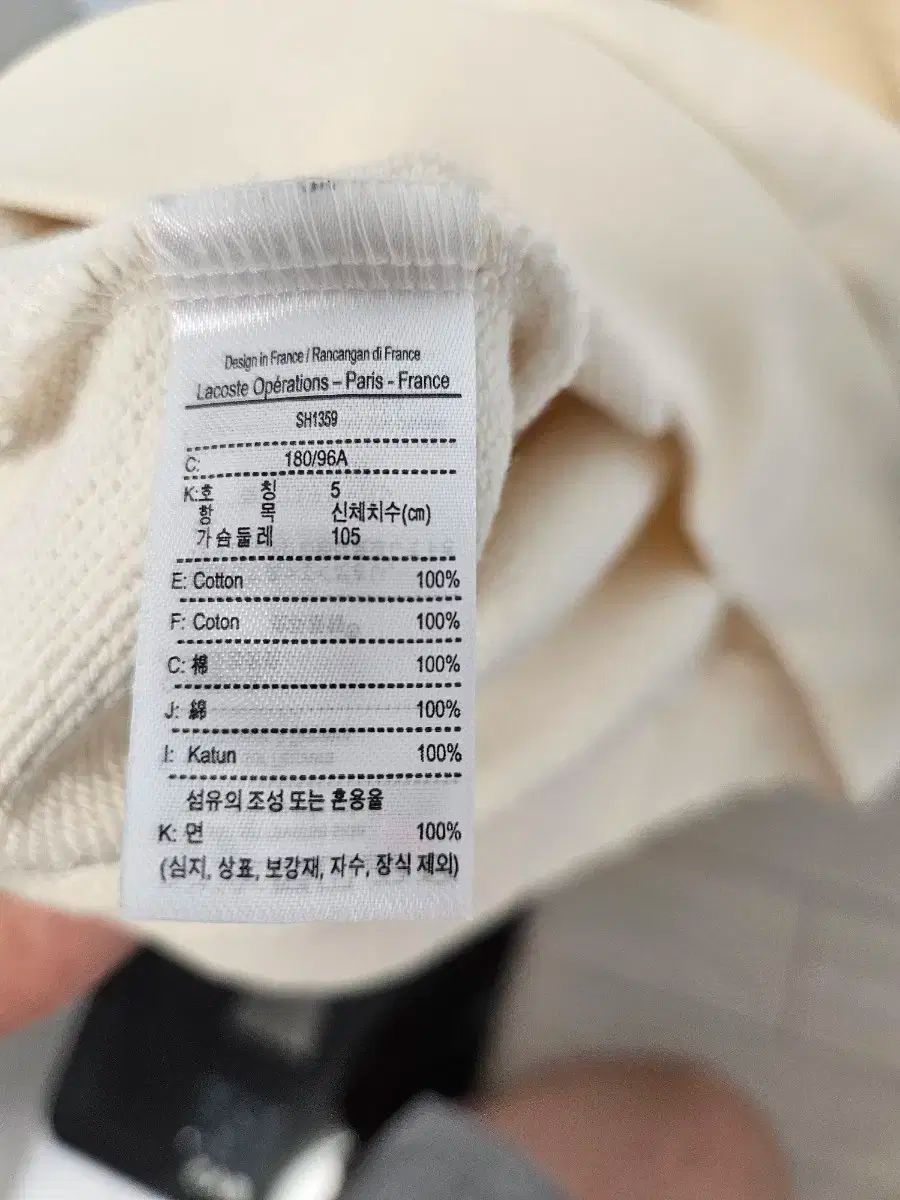 Design in France / Rancangan di France
Lacoste Opérations – Paris - France
SH1359
C: 180/96A
K:호 칭 5
항 목 신체치수(㎝)
가슴둘레 105
E: Cotton 100%
F: Coton 100%
C: 棉 100%
J: 綿 100%
I: Katun 100%
섬유의 조성 또는 혼용율
K: 면 100%
(심지, 상표, 보강재, 자수, 장식 제외)